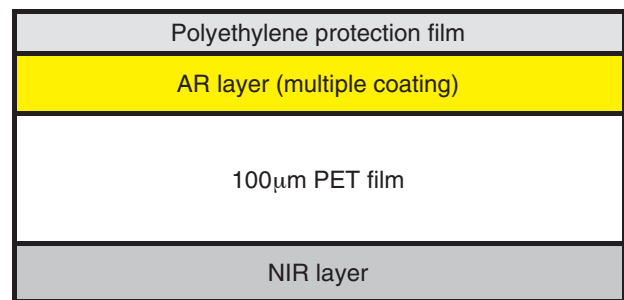 Polyethylene protection film
AR layer (multiple coating)
100μm PET film
NIR layer